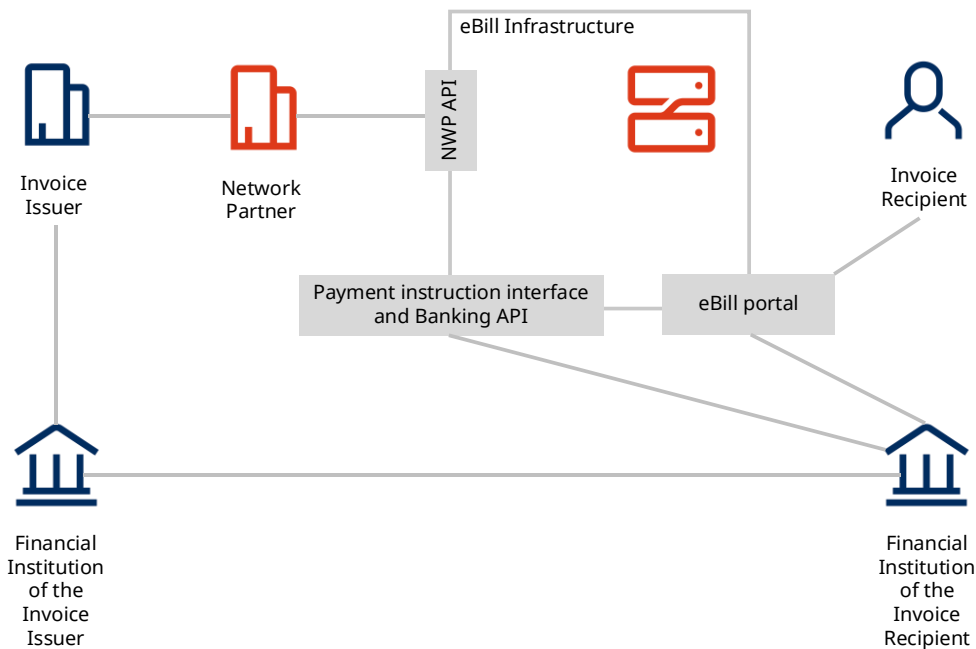 eBill Infrastructure
NWP API
Invoice
Issuer
Network
Partner
Invoice
Recipient
Payment instruction interface
and Banking API
eBill portal
Financial
Institution
of the
Invoice
Issuer
Financial
Institution
of the
Invoice
Recipient